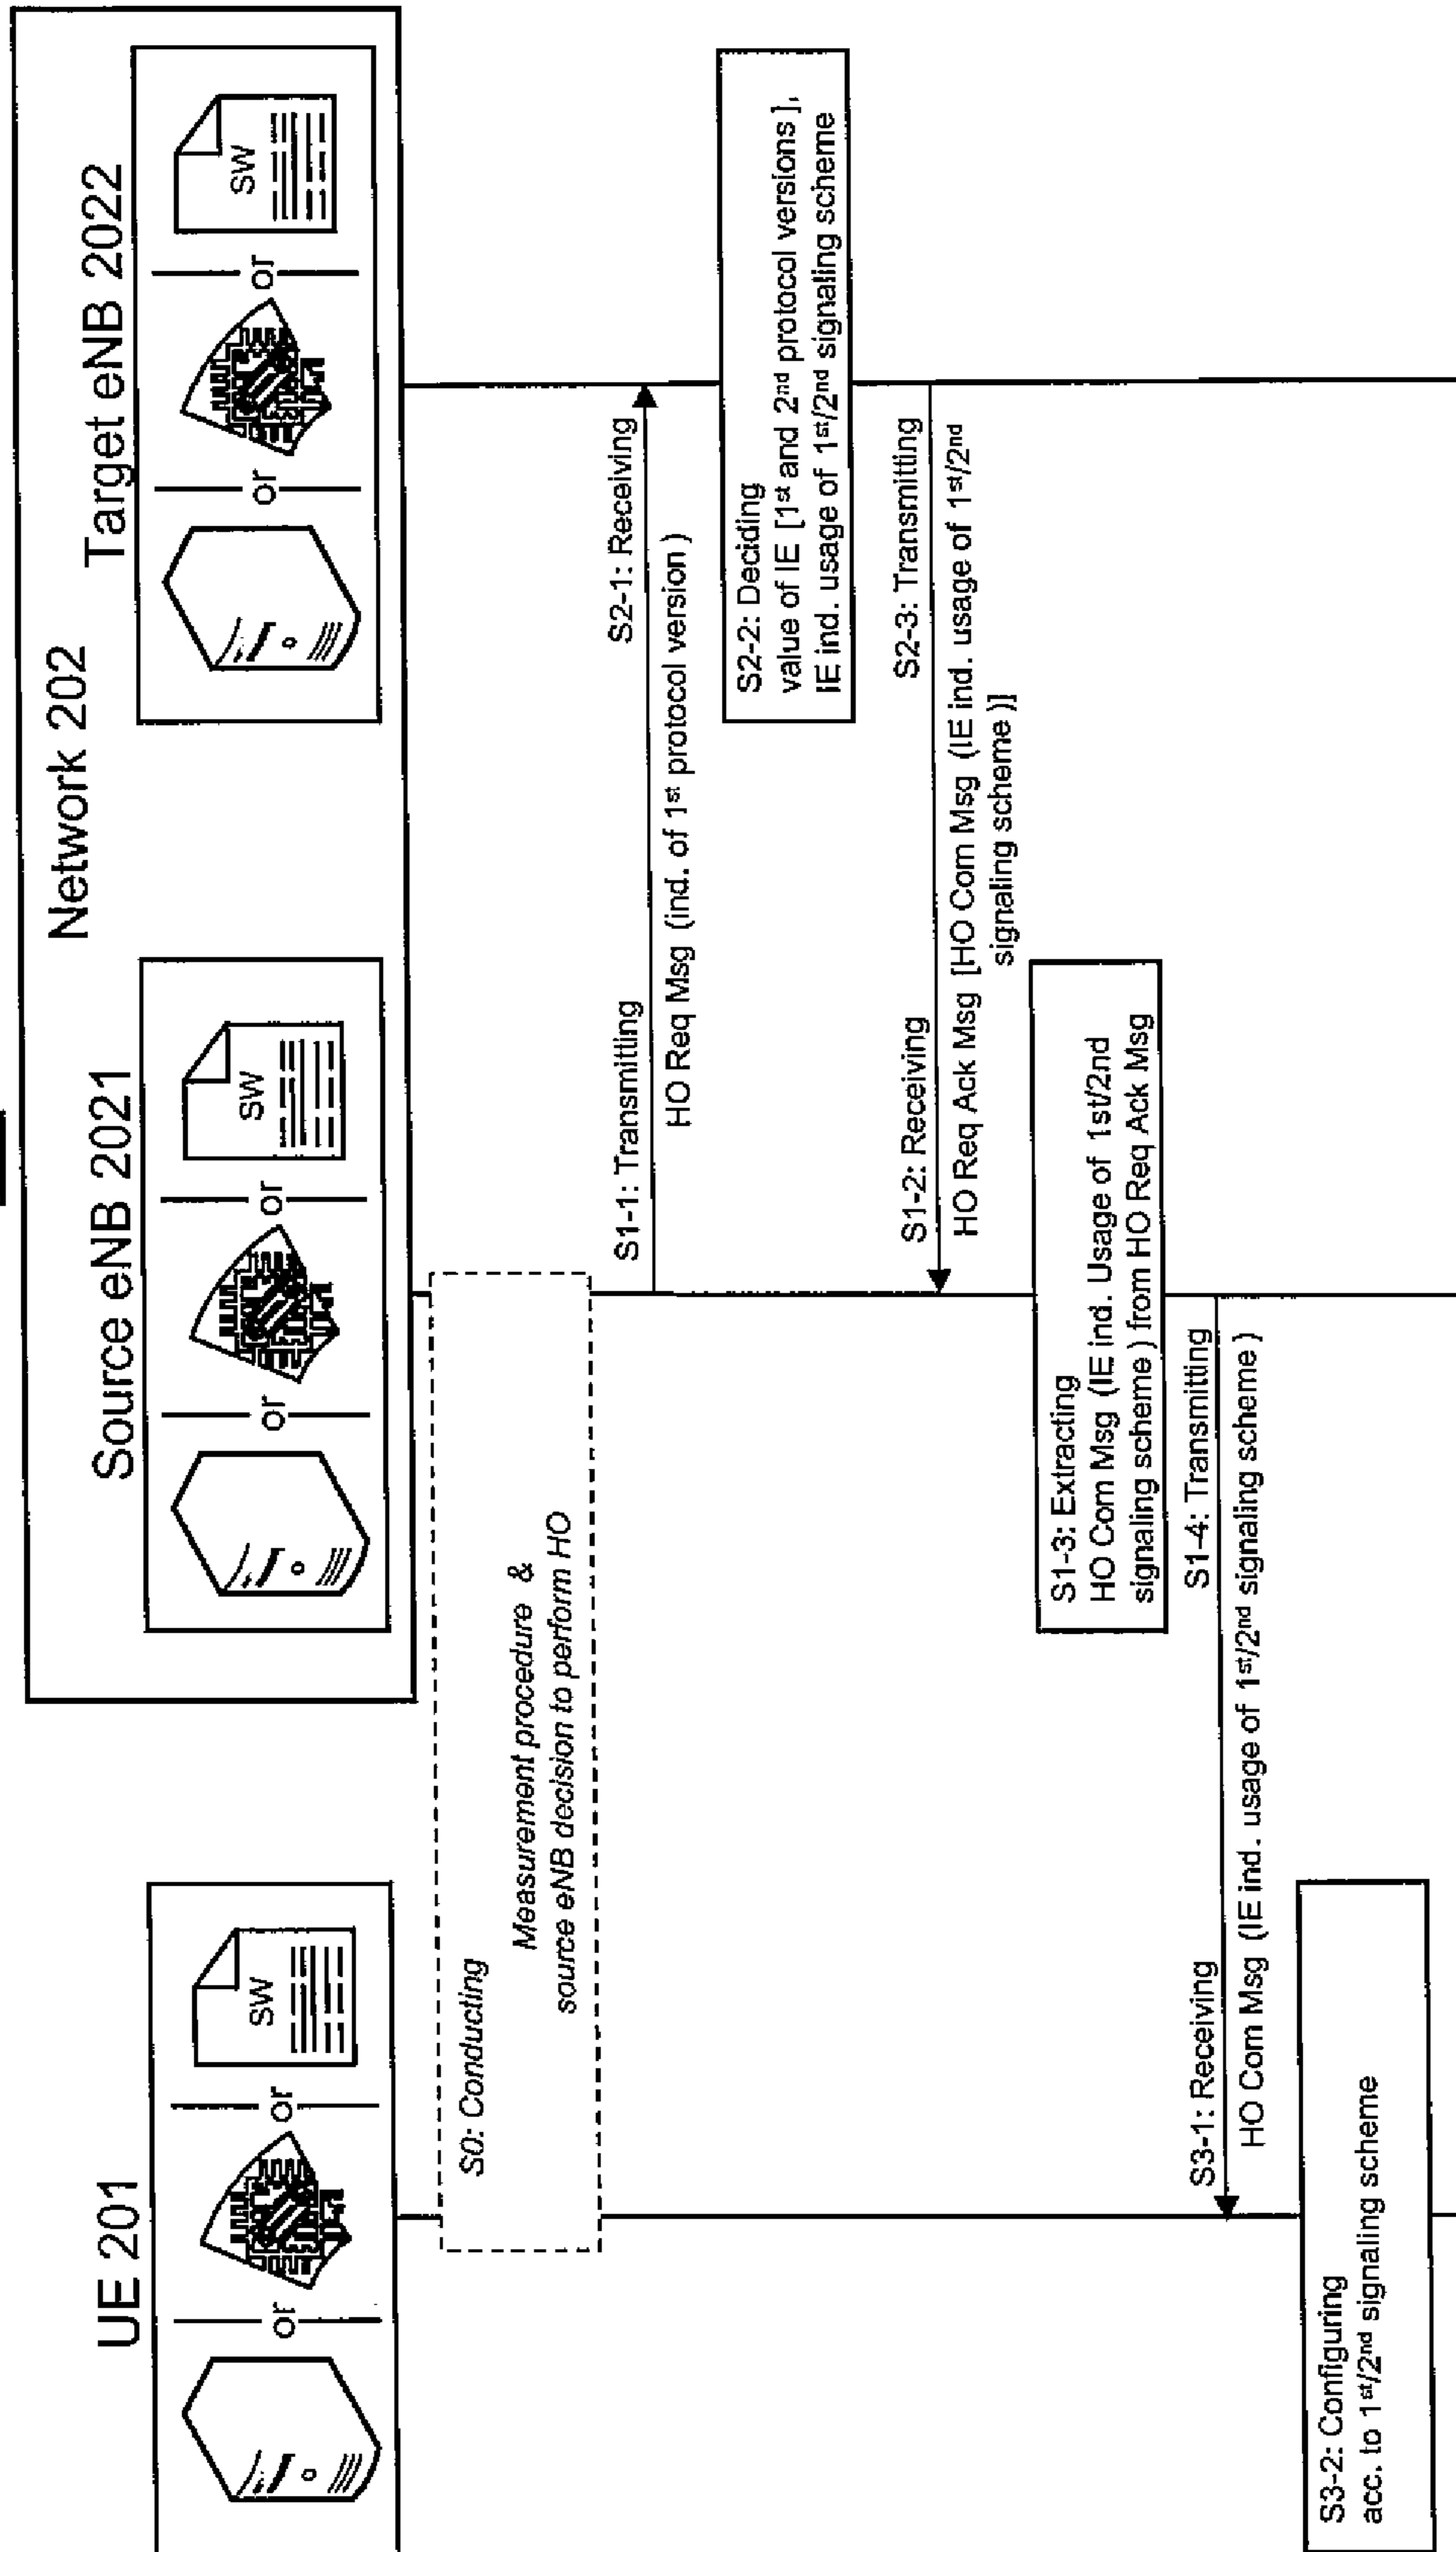 Network 202
UE 201
Source eNB 2021
Target eNB 2022
or
or
SW
or
or
SW
or
or
SW
S0: Conducting
Measurement procedure &
source eNB decision to perform HO
S1-1: Transmitting
S2-1: Receiving
HO Req Msg (ind. of 1st protocol version )
S2-2: Deciding
value of IE [1st and 2nd protocol versions ],
IE ind. usage of 1st/2nd signaling scheme
S1-2: Receiving
S2-3: Transmitting
HO Req Ack Msg [HO Com Msg (IE ind. usage of 1st/2nd
signaling scheme )]
S1-3: Extracting
HO Com Msg (IE ind. Usage of 1st/2nd
signaling scheme ) from HO Req Ack Msg
S3-1: Receiving
S1-4: Transmitting
HO Com Msg (IE ind. usage of 1st/2nd signaling scheme )
S3-2: Configuring
acc. to 1st/2nd signaling scheme